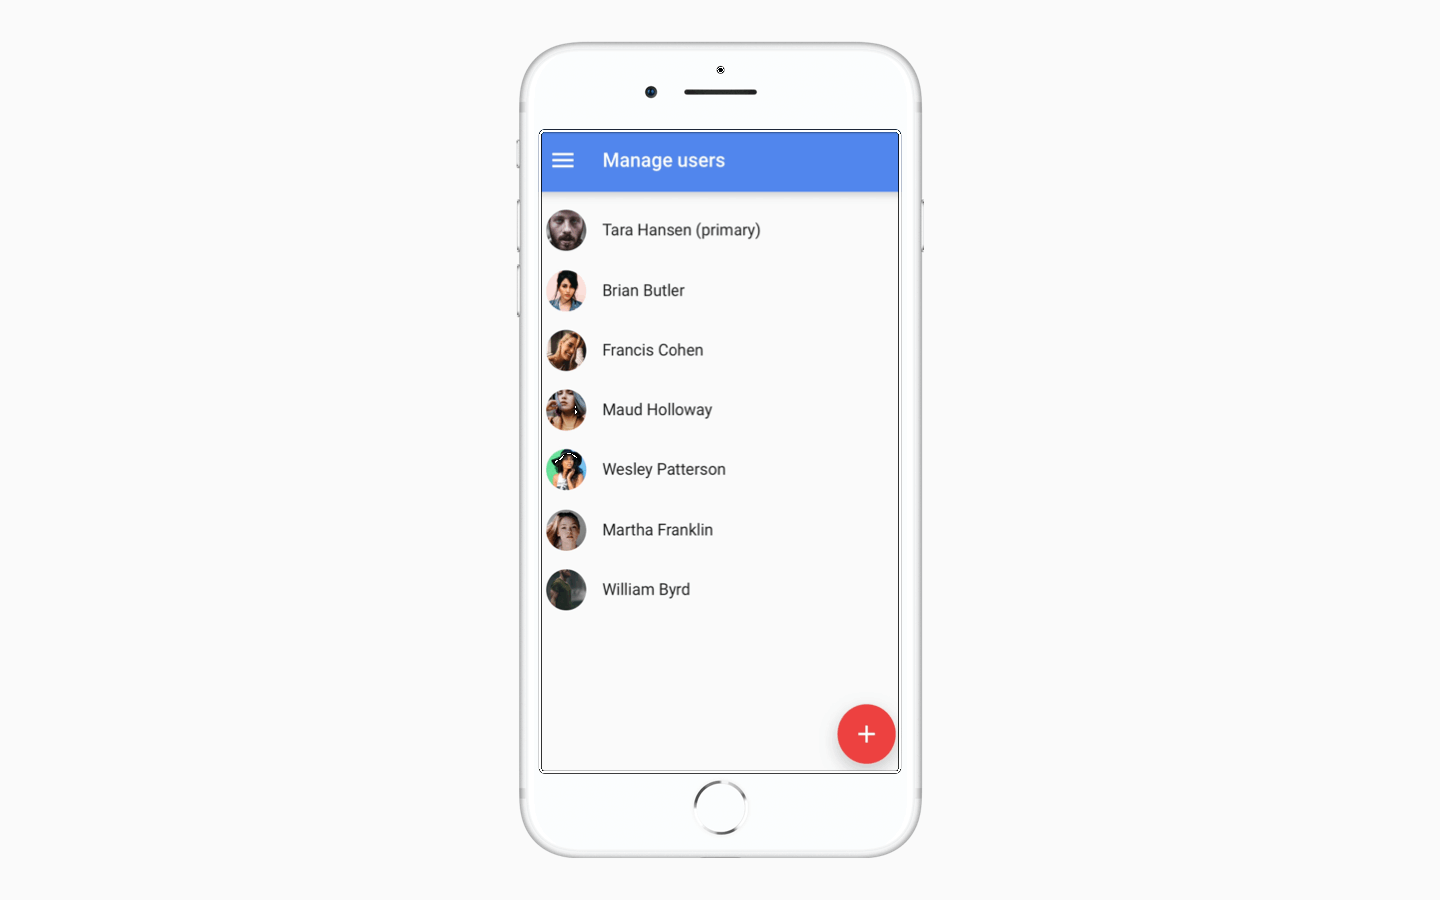 Manage users
Tara Hansen (primary)
Brian Butler
Francis Cohen
Maud Holloway
Wesley Patterson
Martha Franklin
William Byrd